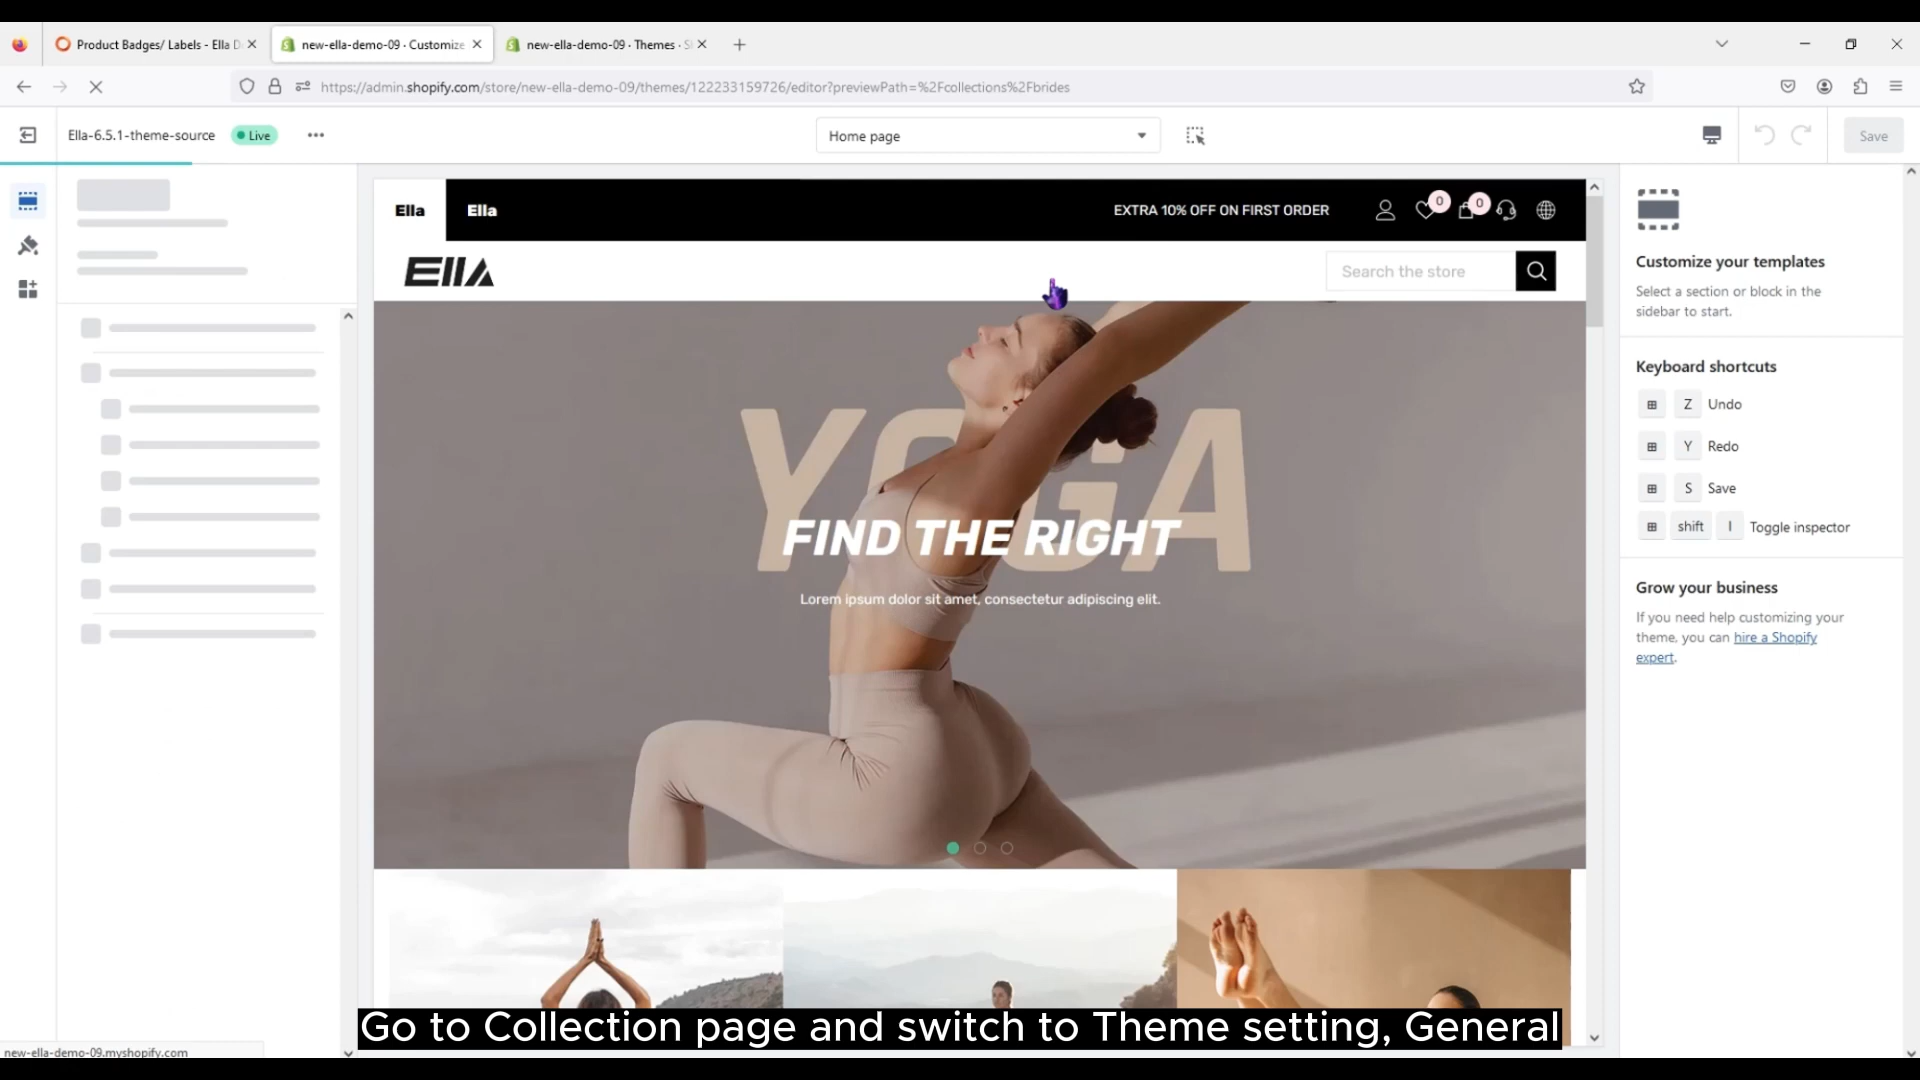 Product Badges/ Labels - Ella D
new-ella-demo-09 · Customize
new-ella-demo-09 · Themes · S
https://admin.shopify.com/store/new-ella-demo-09/themes/122233159726/editor?previewPath=%2Fcollections%2Fbrides
Ella-6.5.1-theme-source
Live
Home page
Save
Ella
Ella
EXTRA 10% OFF ON FIRST ORDER
0
0
Ella
Search the store
YOGA
FIND THE RIGHT
Lorem ipsum dolor sit amet, consectetur adipiscing elit.
Customize your templates
Select a section or block in the
sidebar to start.
Keyboard shortcuts
Z Undo
Y Redo
S Save
shift I Toggle inspector
Grow your business
If you need help customizing your
theme, you can hire a Shopify
expert.
Go to Collection page and switch to Theme setting, General
new-ella-demo-09.myshopify.com